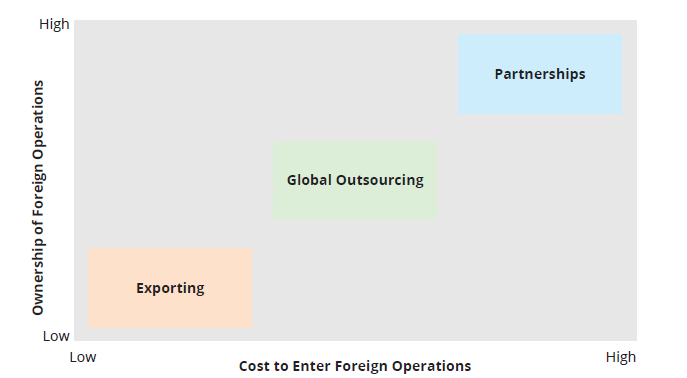 High
Partnerships
Ownership of Foreign Operations
Global Outsourcing
Exporting
Low
Low
High
Cost to Enter Foreign Operations